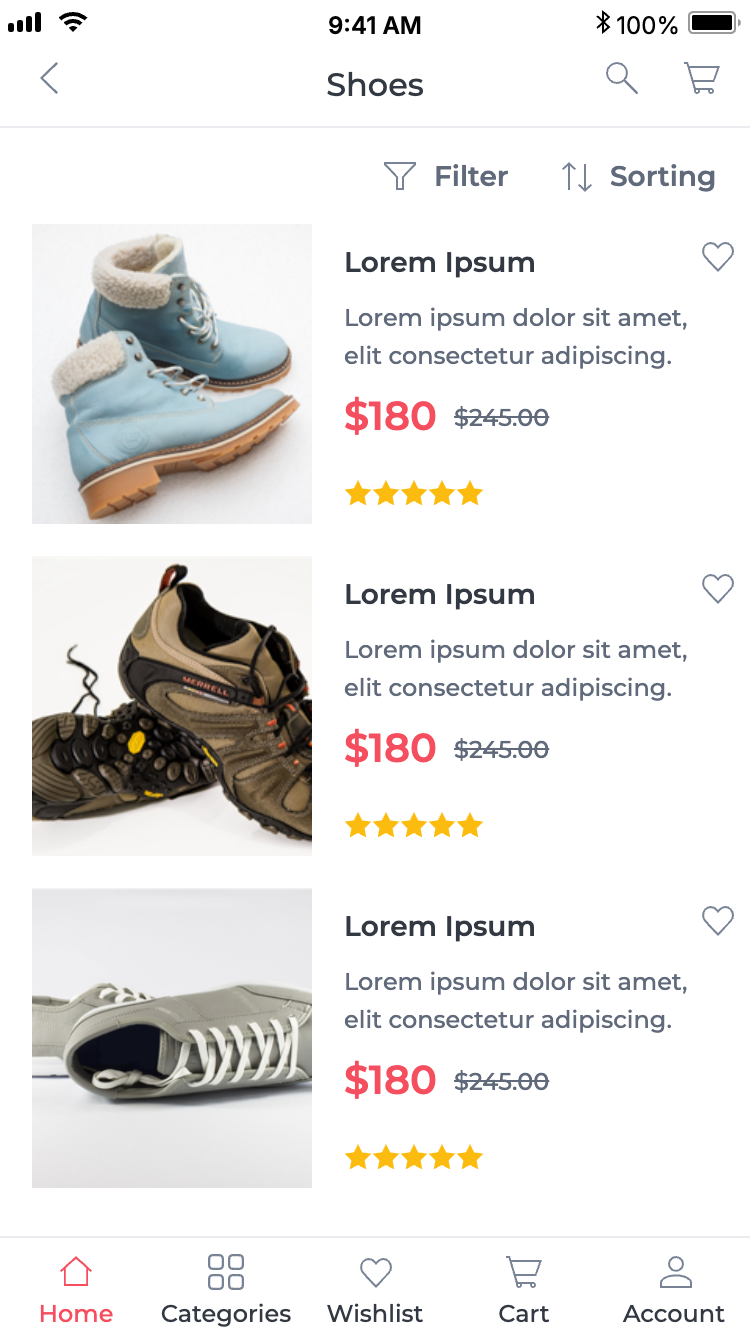 9:41 AM
100%
Shoes
Filter
Sorting
Lorem Ipsum
Lorem ipsum dolor sit amet,
elit consectetur adipiscing.
$180 $245.00
MERRELL
Lorem Ipsum
Lorem ipsum dolor sit amet,
elit consectetur adipiscing.
$180 $245.00
Lorem Ipsum
Lorem ipsum dolor sit amet,
elit consectetur adipiscing.
$180 $245.00
Home
Categories
Wishlist
Cart
Account